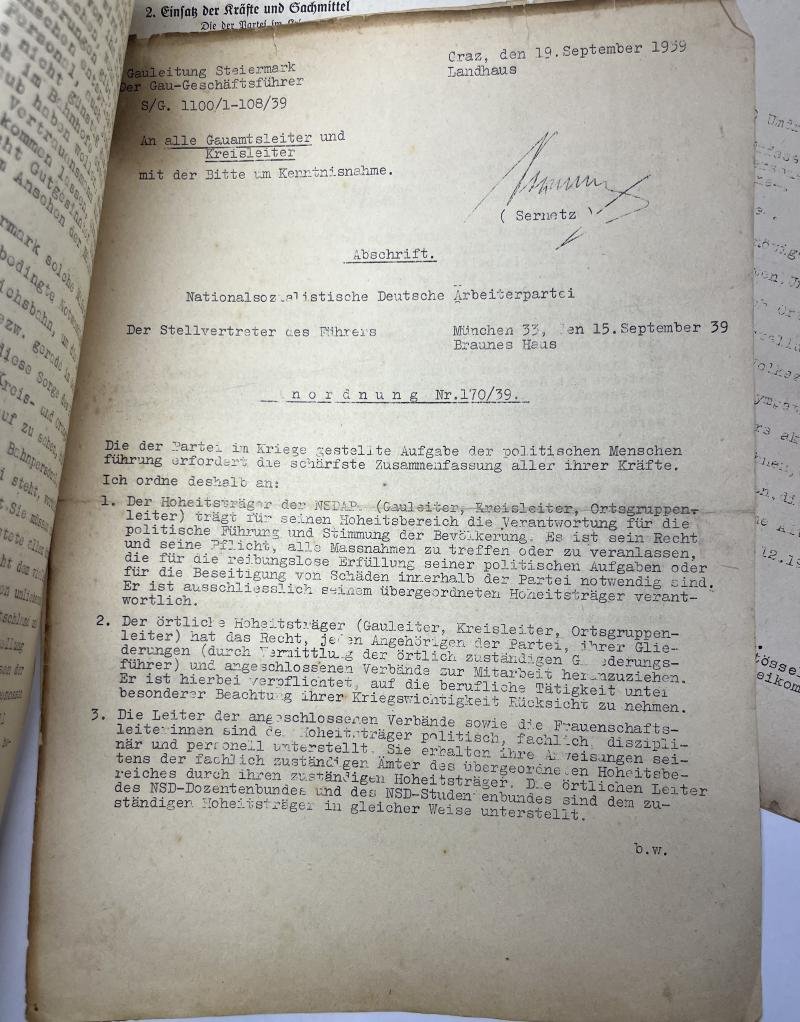 2. Einsatz der Kräfte und Sachmittel
Die der Partei im
Gauleitung Steiermark
Der Gau-Geschäftsführer
S/G. 1100/1-108/39
Graz, den 19.September 1939
Landhaus
An alle Gauamtsleiter und
Kreisleiter
mit der Bitte um Kenntnisnahme.
( Sernetz )
Abschrift.
Nationalsozialistische Deutsche Arbeiterpartei
Der Stellvertreter des Führers
München 33, den 15.September 39
Braunes Haus
nordnung Nr.170/39.
Die der Partei im Kriege gestellte Aufgabe der politischen Menschen
führung erfordert die schärfste Zusammenfassung aller ihrer Kräfte.
Ich ordne deshalb an:
1. Der Hoheitsträger der NSDAP. (Gauleiter, Kreisleiter, Ortsgruppen-
leiter) trägt für seinen Hoheitsbereich die Verantwortung für die
politische Führung und Stimmung der Bevölkerung. Es ist sein Recht
und seine Pflicht, alle Massnahmen zu treffen oder zu veranlassen,
die für die reibungslose Erfüllung seiner politischen Aufgaben oder
für die Beseitigung von Schäden innerhalb der Partei notwendig sind.
Er ist ausschliesslich seinem übergeordneten Hoheitsträger verant-
wortlich.
2. Der örtliche Hoheitsträger (Gauleiter, Kreisleiter, Ortsgruppen-
leiter) hat das Recht, jeden Angehörigen der Partei, ihrer Glie-
derungen (durch Vermittlung der örtlich zuständigen Gliederungs-
führer) und angeschlossenen Verbände zur Mitarbeit heranzuziehen.
Er ist hierbei verpflichtet, auf die berufliche Tätigkeit unter
besonderer Beachtung ihrer Kriegswichtigkeit Rücksicht zu nehmen.
3. Die Leiter der angeschlossenen Verbände sowie die Frauenschafts-
leiterinnen sind dem Hoheitsträger politisch, fachlich, diszipli-
när und personell unterstellt. Sie erhalten ihre Anweisungen sei-
tens der fachlich zuständigen Ämter des übergeordneten Hoheitsbe-
reiches durch ihren zuständigen Hoheitsträger. Die örtlichen Leiter
des NSD-Dozentenbundes und des NSD-Studentenbundes sind dem zu-
ständigen Hoheitsträger in gleicher Weise unterstellt.
b.w.